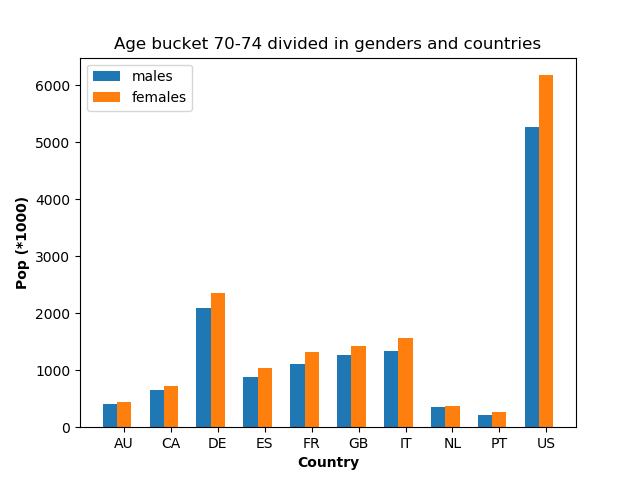 Age bucket 70-74 divided in genders and countries
males
females
6000
5000
4000
3000
2000
1000
0
Pop (*1000)
AU CA DE ES FR GB IT NL PT US
Country